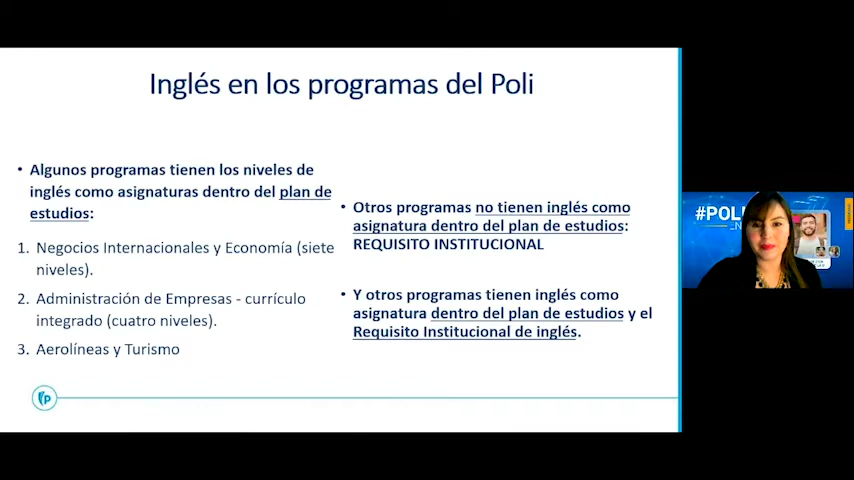 Inglés en los programas del Poli
• Algunos programas tienen los niveles de
inglés como asignaturas dentro del plan de
estudios:
1. Negocios Internacionales y Economía (siete
niveles).
2. Administración de Empresas - currículo
integrado (cuatro niveles).
3. Aerolíneas y Turismo
• Otros programas no tienen inglés como
asignatura dentro del plan de estudios:
REQUISITO INSTITUCIONAL
• Y otros programas tienen inglés como
asignatura dentro del plan de estudios y el
Requisito Institucional de inglés.
p
#POLI